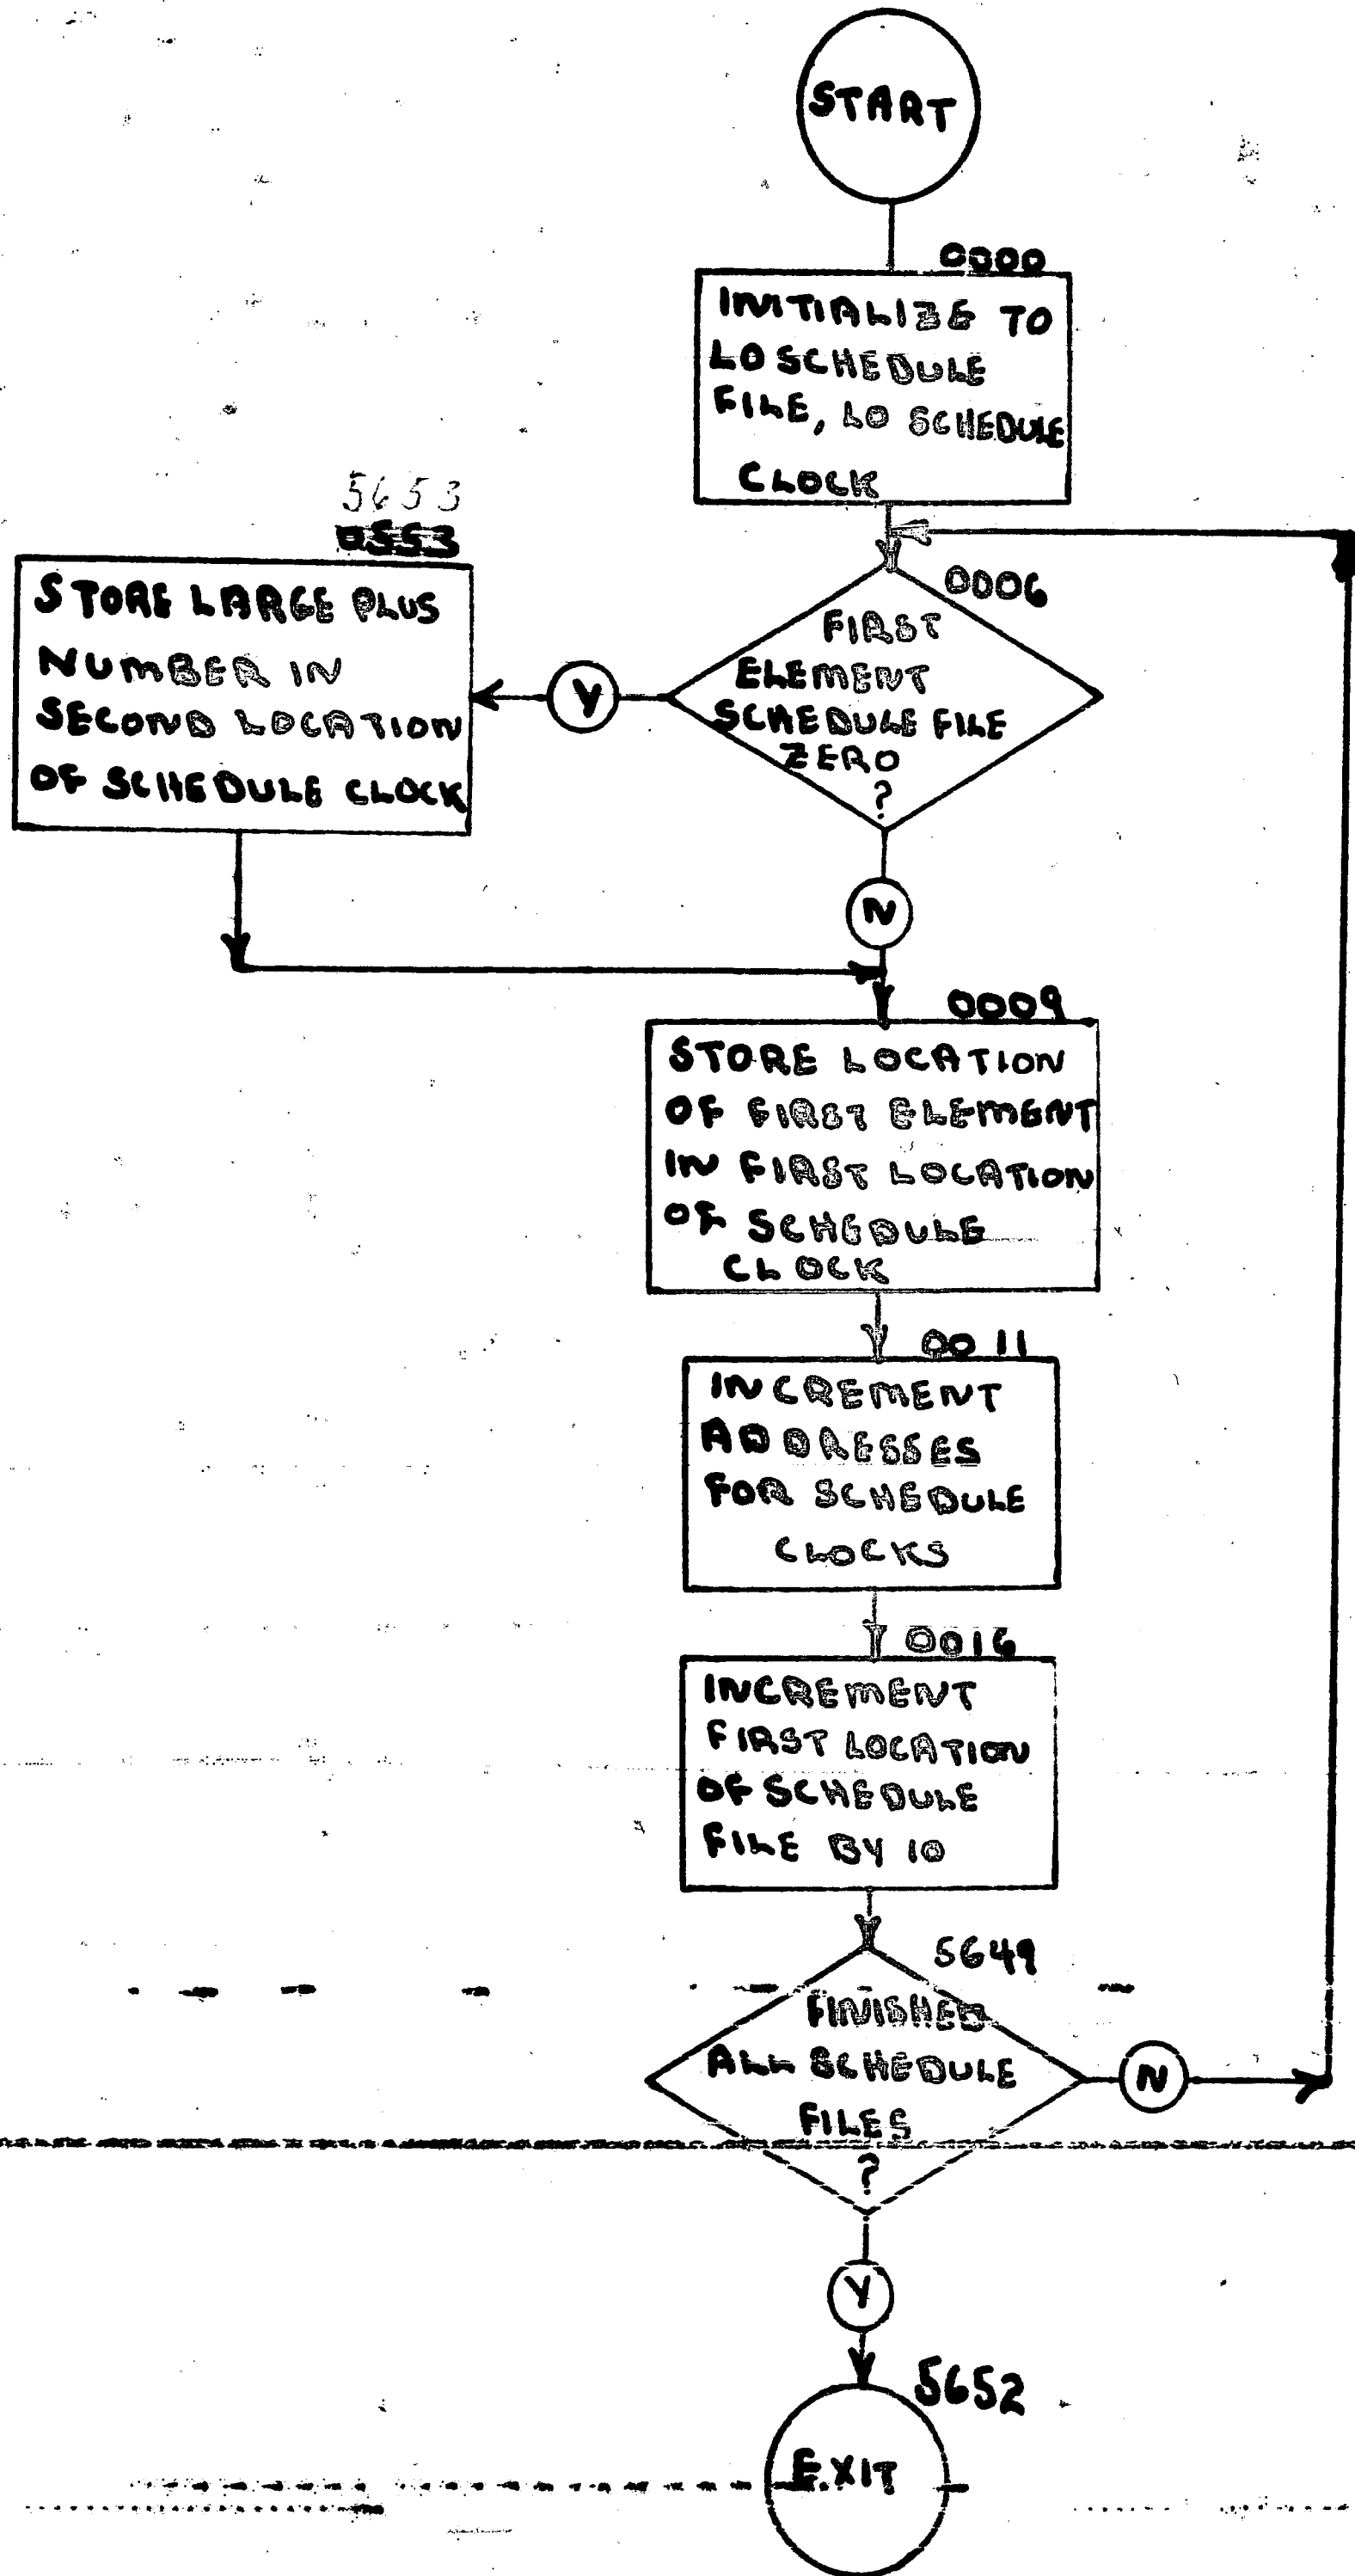 START
0000
INITIALIZE TO
LO SCHEDULE
FILE, LO SCHEDULE
CLOCK
5653
0553
STORE LARGE PLUS
NUMBER IN
SECOND LOCATION
OF SCHEDULE CLOCK
Y
0006
FIRST
ELEMENT
SCHEDULE FILE
ZERO
?
N
0009
STORE LOCATION
OF FIRST ELEMENT
IN FIRST LOCATION
OF SCHEDULE
CLOCK
0011
INCREMENT
ADDRESSES
FOR SCHEDULE
CLOCKS
0016
INCREMENT
FIRST LOCATION
OF SCHEDULE
FILE BY 10
5649
FINISHED
ALL SCHEDULE
FILES
?
N
Y
5652
EXIT